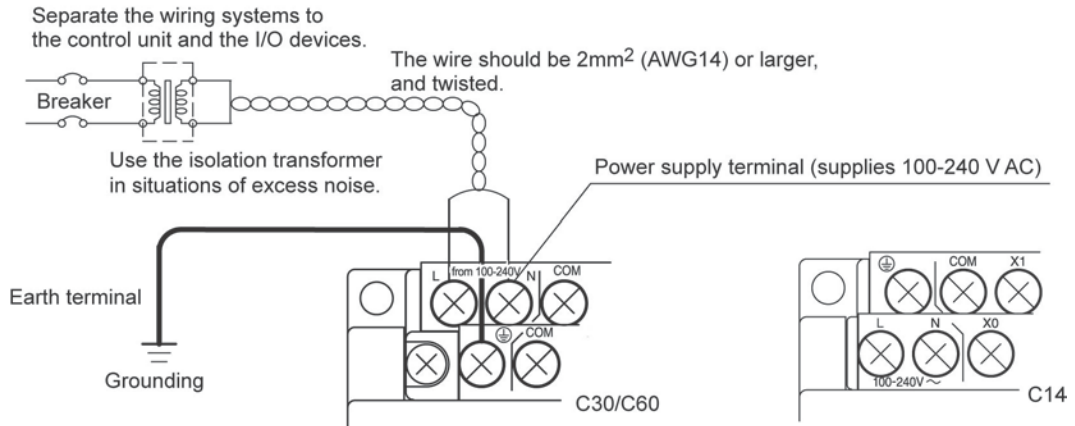 Separate the wiring systems to
the control unit and the I/O devices.
The wire should be 2mm² (AWG14) or larger,
and twisted.
Breaker
Use the isolation transformer
in situations of excess noise.
Power supply terminal (supplies 100-240 V AC)
L from 100-240V N COM
COM X1
Earth terminal
COM
L N X0
100-240V ~
Grounding
C30/C60
C14